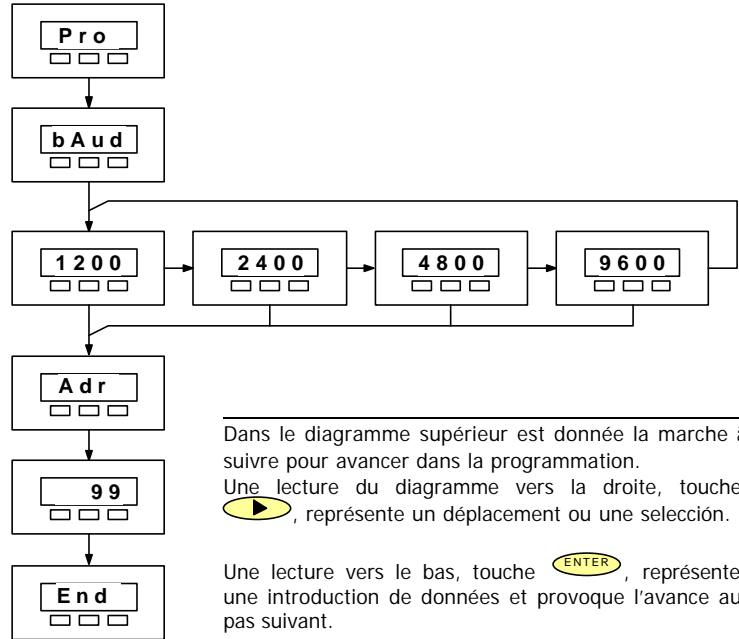 Pro
bAud
1200 2400 4800 9600
Adr
99
End
Dans le diagramme supérieur est donnée la marche à
suivre pour avancer dans la programmation.
Une lecture du diagramme vers la droite, touche
, représente un déplacement ou une selección.
Une lecture vers le bas, touche ENTER , représente
une introduction de données et provoque l'avance au
pas suivant.